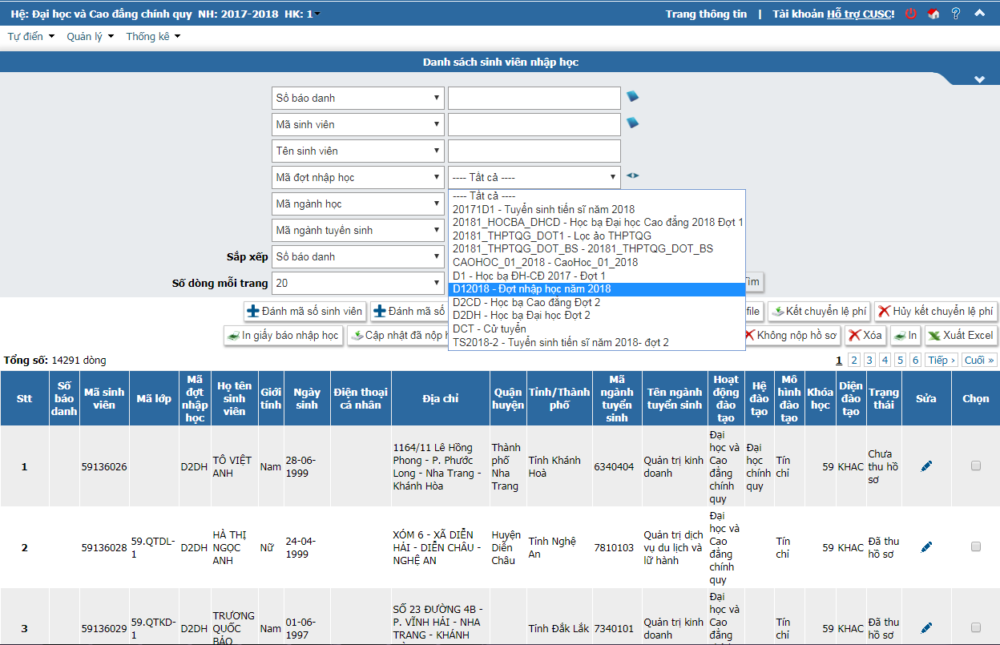 Hệ: Đại học và Cao đẳng chính quy NH: 2017-2018 HK: 1
Trang thông tin | Tài khoản Hỗ trợ CUSC!
Tự điển Quản lý Thống kê
Danh sách sinh viên nhập học
Số báo danh
Mã sinh viên
Tên sinh viên
Mã đợt nhập học ---- Tất cả ----
Mã ngành học
Mã ngành tuyển sinh
Sắp xếp Số báo danh
Số dòng mỗi trang 20
---- Tất cả ----
20171D1 - Tuyển sinh tiến sĩ năm 2018
20181_HOCBA_DHCD - Học bạ Đại học Cao đẳng 2018 Đợt 1
20181_THPTQG_DOT1 - Lọc ảo THPTQG
20181_THPTQG_DOT_BS - 20181_THPTQG_DOT_BS
CAOHOC_01_2018 - CaoHoc_01_2018
D1 - Học bạ ĐH-CĐ 2017 - Đợt 1
D12018 - Đợt nhập học năm 2018
D2CD - Học bạ Cao đẳng Đợt 2
D2DH - Học bạ Đại học Đợt 2
DCT - Cử tuyển
TS2018-2 - Tuyển sinh tiến sĩ năm 2018- đợt 2
Tìm
Đánh mã số sinh viên Đánh mã số file Kết chuyển lệ phí Hủy kết chuyển lệ phí
In giấy báo nhập học Cập nhật đã nộp h Không nộp hồ sơ Xóa In Xuất Excel
Tổng số: 14291 dòng 1 2 3 4 5 6 Tiếp › Cuối »
Stt
Số báo danh
Mã sinh viên
Mã lớp
Mã đợt nhập học
Họ tên sinh viên
Giới tính
Ngày sinh
Điện thoại cá nhân
Địa chỉ
Quận huyện
Tỉnh/Thành phố
Mã ngành tuyển sinh
Tên ngành tuyển sinh
Hoạt động đào tạo
Hệ đào tạo
Mô hình đào tạo
Khóa học
Diện đào tạo
Trạng thái
Sửa
Chọn
1
59136026
D2DH
TÔ VIỆT ANH
Nam
28-06-1999
1164/11 Lê Hồng Phong - P. Phước Long - Nha Trang - Khánh Hòa
Thành phố Nha Trang
Tỉnh Khánh Hoà
6340404
Quản trị kinh doanh
Đại học và Cao đẳng chính quy
Đại học chính quy
Tín chỉ
59
KHAC
Chưa thu hồ sơ
2
59136028
59.QTDL-1
D2DH
HÀ THỊ NGỌC ANH
Nữ
24-04-1999
XÓM 6 - XÃ DIỄN HẢI - DIỄN CHÂU - NGHỆ AN
Huyện Diễn Châu
Tỉnh Nghệ An
7810103
Quản trị dịch vụ du lịch và lữ hành
Đại học và Cao đẳng chính quy
Tín chỉ
59
KHAC
Đã thu hồ sơ
3
59136029
59.QTKD-1
D2DH
TRƯƠNG QUỐC BẢO
Nam
01-06-1997
SỐ 23 ĐƯỜNG 4B - P. VĨNH HẢI - NHA TRANG - KHÁNH
Tỉnh Đắk Lắk
7340101
Quản trị kinh doanh
Đại học và Cao đẳng chính
Tín chỉ
59
KHAC
Đã thu hồ sơ